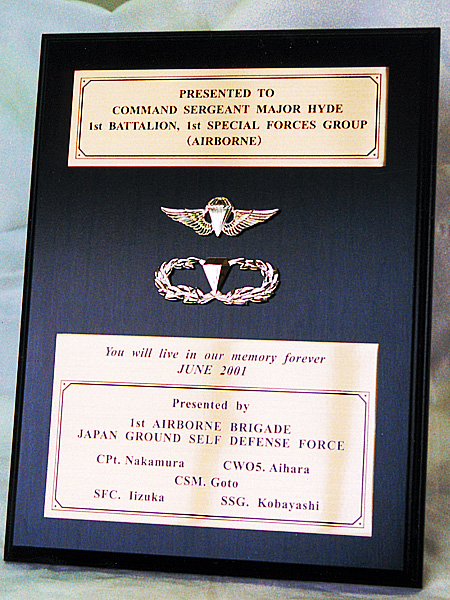 PRESENTED TO
COMMAND SERGEANT MAJOR HYDE
1st BATTALION, 1st SPECIAL FORCES GROUP
(AIRBORNE)
You will live in our memory forever
JUNE 2001
Presented by
1st AIRBORNE BRIGADE
JAPAN GROUND SELF DEFENSE FORCE
CPt. Nakamura CWO5. Aihara
CSM. Goto
SFC. Iizuka SSG. Kobayashi